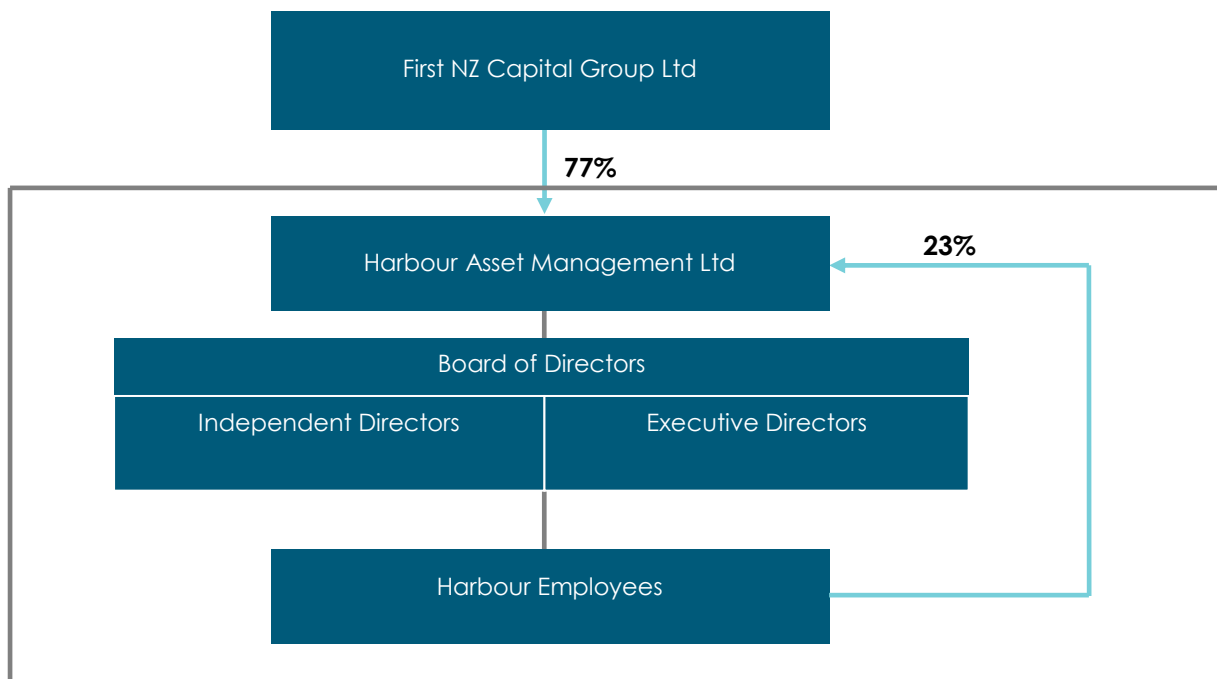 First NZ Capital Group Ltd
77%
Harbour Asset Management Ltd
23%
Board of Directors
Independent Directors
Executive Directors
Harbour Employees